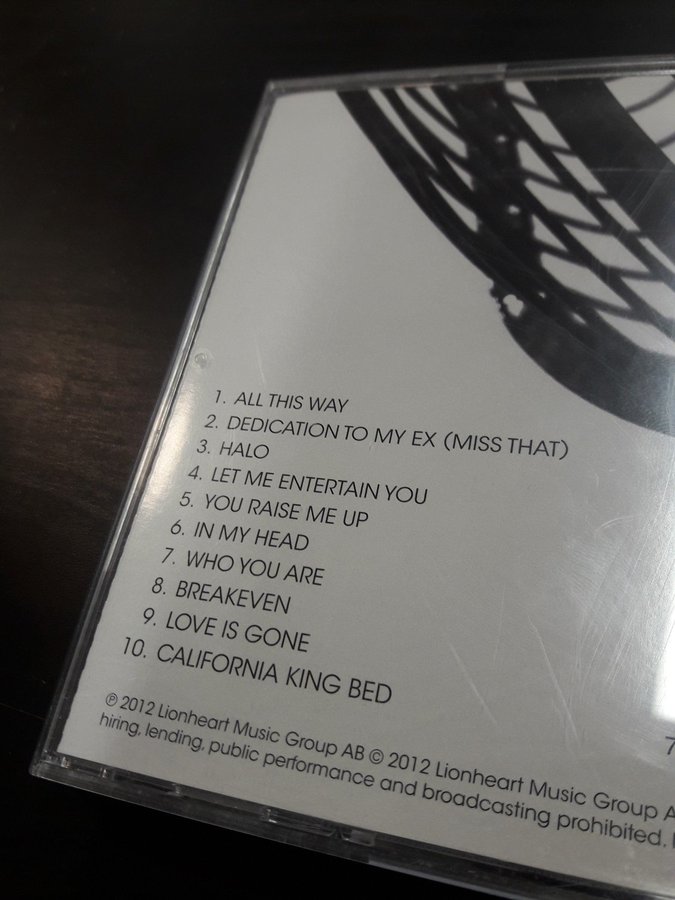 1. ALL THIS WAY
2. DEDICATION TO MY EX (MISS THAT)
3. HALO
4. LET ME ENTERTAIN YOU
5. YOU RAISE ME UP
6. IN MY HEAD
7. WHO YOU ARE
8. BREAKEVEN
9. LOVE IS GONE
10. CALIFORNIA KING BED
℗ 2012 Lionheart Music Group AB © 2012 Lionheart Music Group A
hiring, lending, public performance and broadcasting prohibited.
7